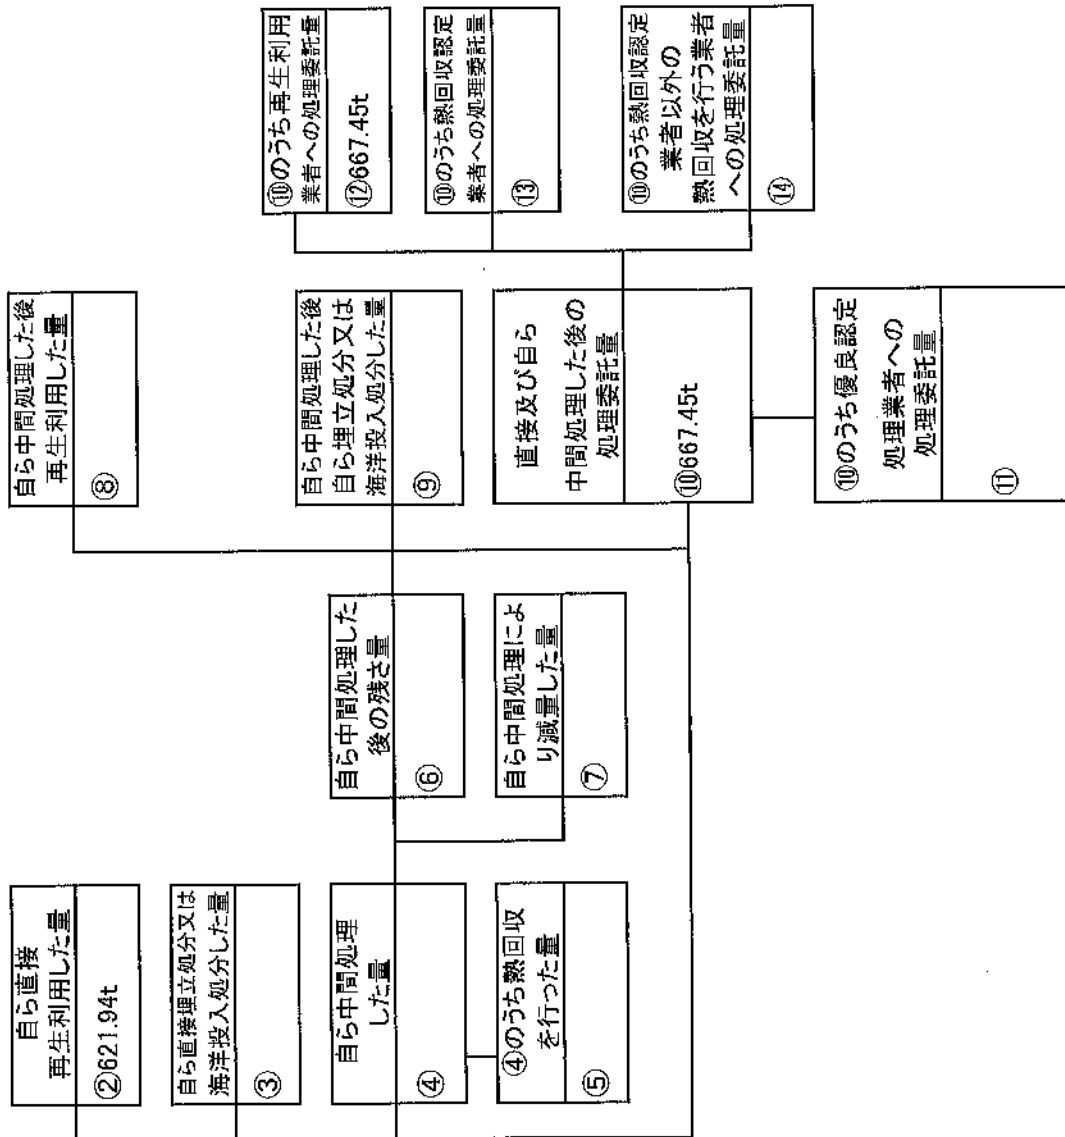 自ら直接
再生利用した量
②621.94t
自ら直接埋立処分又は
海洋投入処分した量
③
自ら中間処理
した量
④
④のうち熱回収
を行った量
⑤
自ら中間処理した
後の残さ量
⑥
自ら中間処理によ
り減量した量
⑦
自ら中間処理した後
再生利用した量
⑧
自ら中間処理した後
自ら埋立処分又は
海洋投入処分した量
⑨
直接及び自ら
中間処理した後の
処理委託量
⑩667.45t
⑩のうち優良認定
処理業者への
処理委託量
⑪
⑩のうち再生利用
業者への処理委託量
⑫667.45t
⑩のうち熱回収認定
業者への処理委託量
⑬
⑩のうち熱回収認定
業者以外の
熱回収を行う業者
への処理委託量
⑭